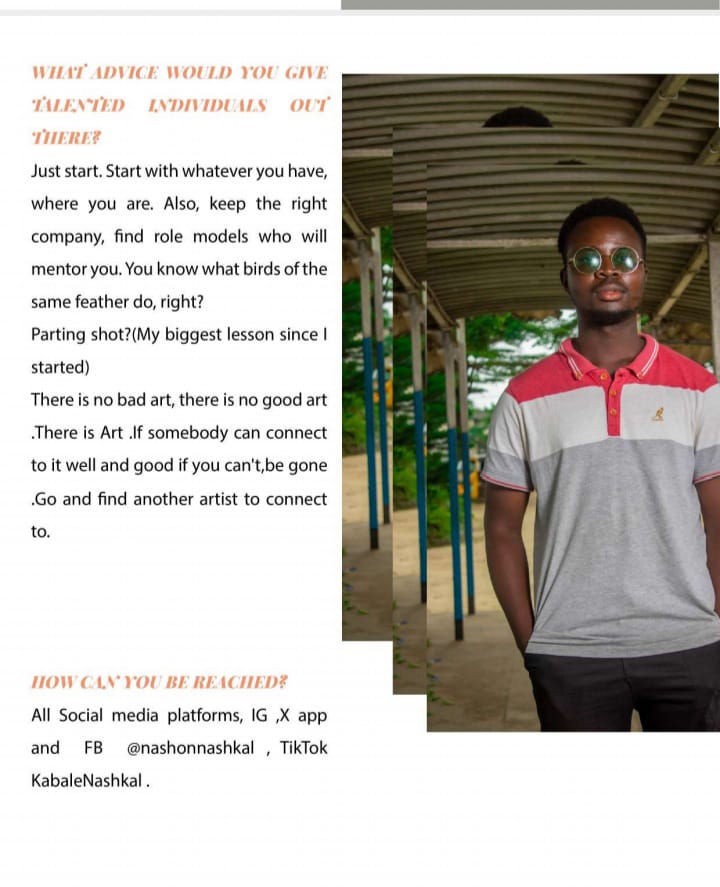 WHAT ADVICE WOULD YOU GIVE
TALENTED INDIVIDUALS OUT
THERE?
Just start. Start with whatever you have,
where you are. Also, keep the right
company, find role models who will
mentor you. You know what birds of the
same feather do, right?
Parting shot?(My biggest lesson since I
started)
There is no bad art, there is no good art
.There is Art .If somebody can connect
to it well and good if you can't,be gone
.Go and find another artist to connect
to.
HOW CAN YOU BE REACHED?
All Social media platforms, IG ,X app
and FB @nashonnashkal , TikTok
KabaleNashkal .